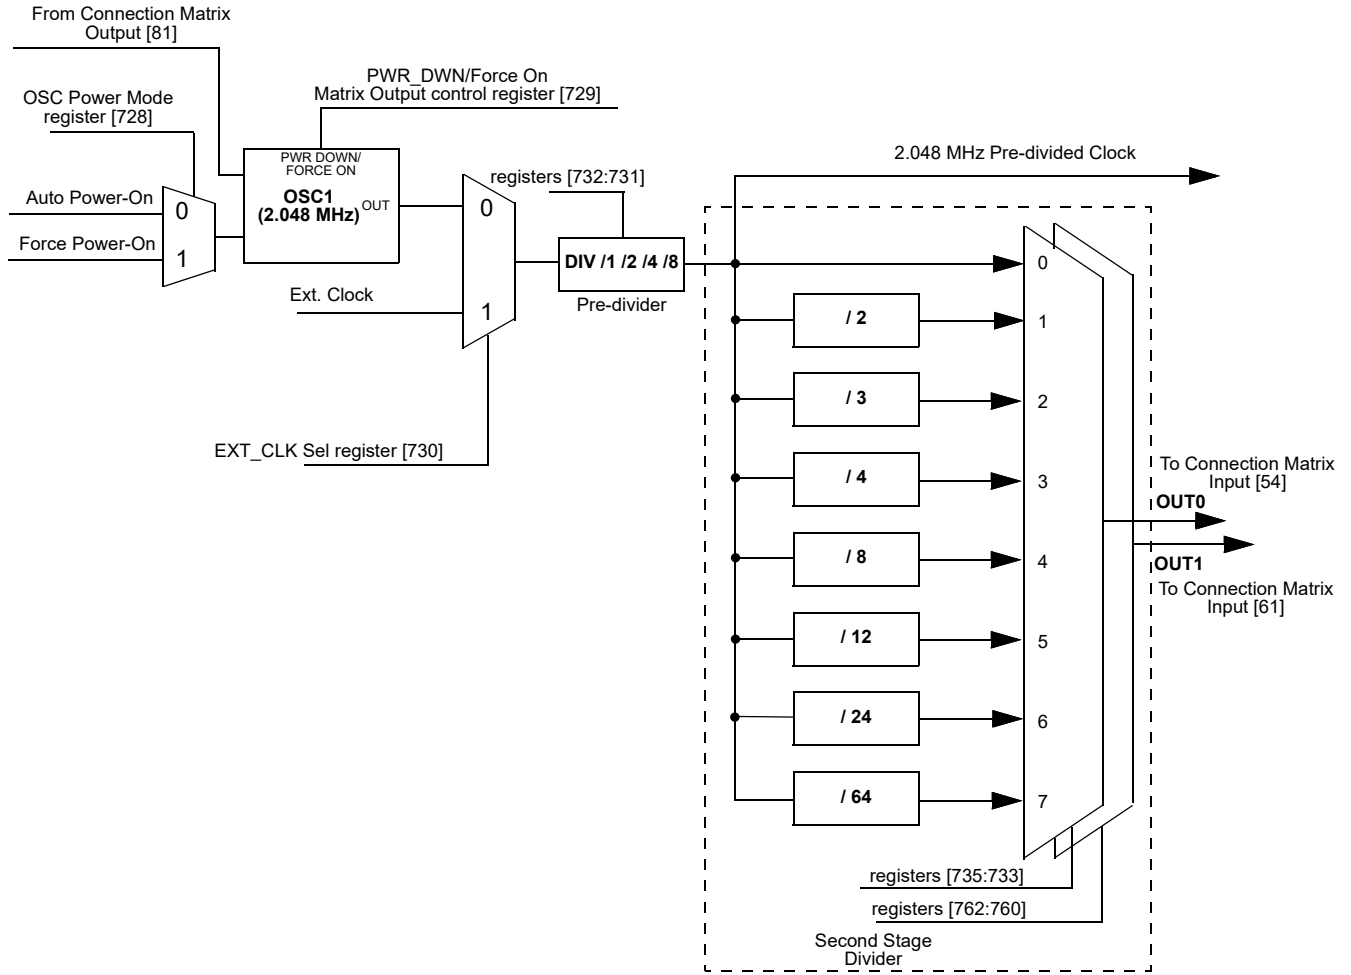 From Connection Matrix
Output [81]
PWR_DWN/Force On
Matrix Output control register [729]
OSC Power Mode
register [728]
PWR DOWN/
FORCE ON
OSC1
(2.048 MHz)
OUT
Auto Power-On
Force Power-On
0
1
Ext. Clock
0
1
EXT_CLK Sel register [730]
registers [732:731]
DIV /1 /2 /4 /8
Pre-divider
2.048 MHz Pre-divided Clock
0
/ 2
1
/ 3
2
/ 4
3
/ 8
4
/ 12
5
/ 24
6
/ 64
7
To Connection Matrix
Input [54]
OUT0
OUT1
To Connection Matrix
Input [61]
registers [735:733]
registers [762:760]
Second Stage
Divider